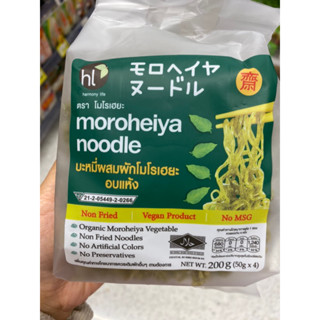 hl
harmony life
モロヘイヤ
ヌードル
齋
ตรา โมโรเฮยะ
moroheiya
noodle
บะหมี่ผสมผักโมโรเฮยะ
อบแห้ง
21-2-05449-2-0266
Non Fried
Vegan Product
No MSG
Organic Moroheiya Vegetable
Non Fried Noodles
No Artificial Colors
No Preservatives
NET WT 200 g (50g x 4)